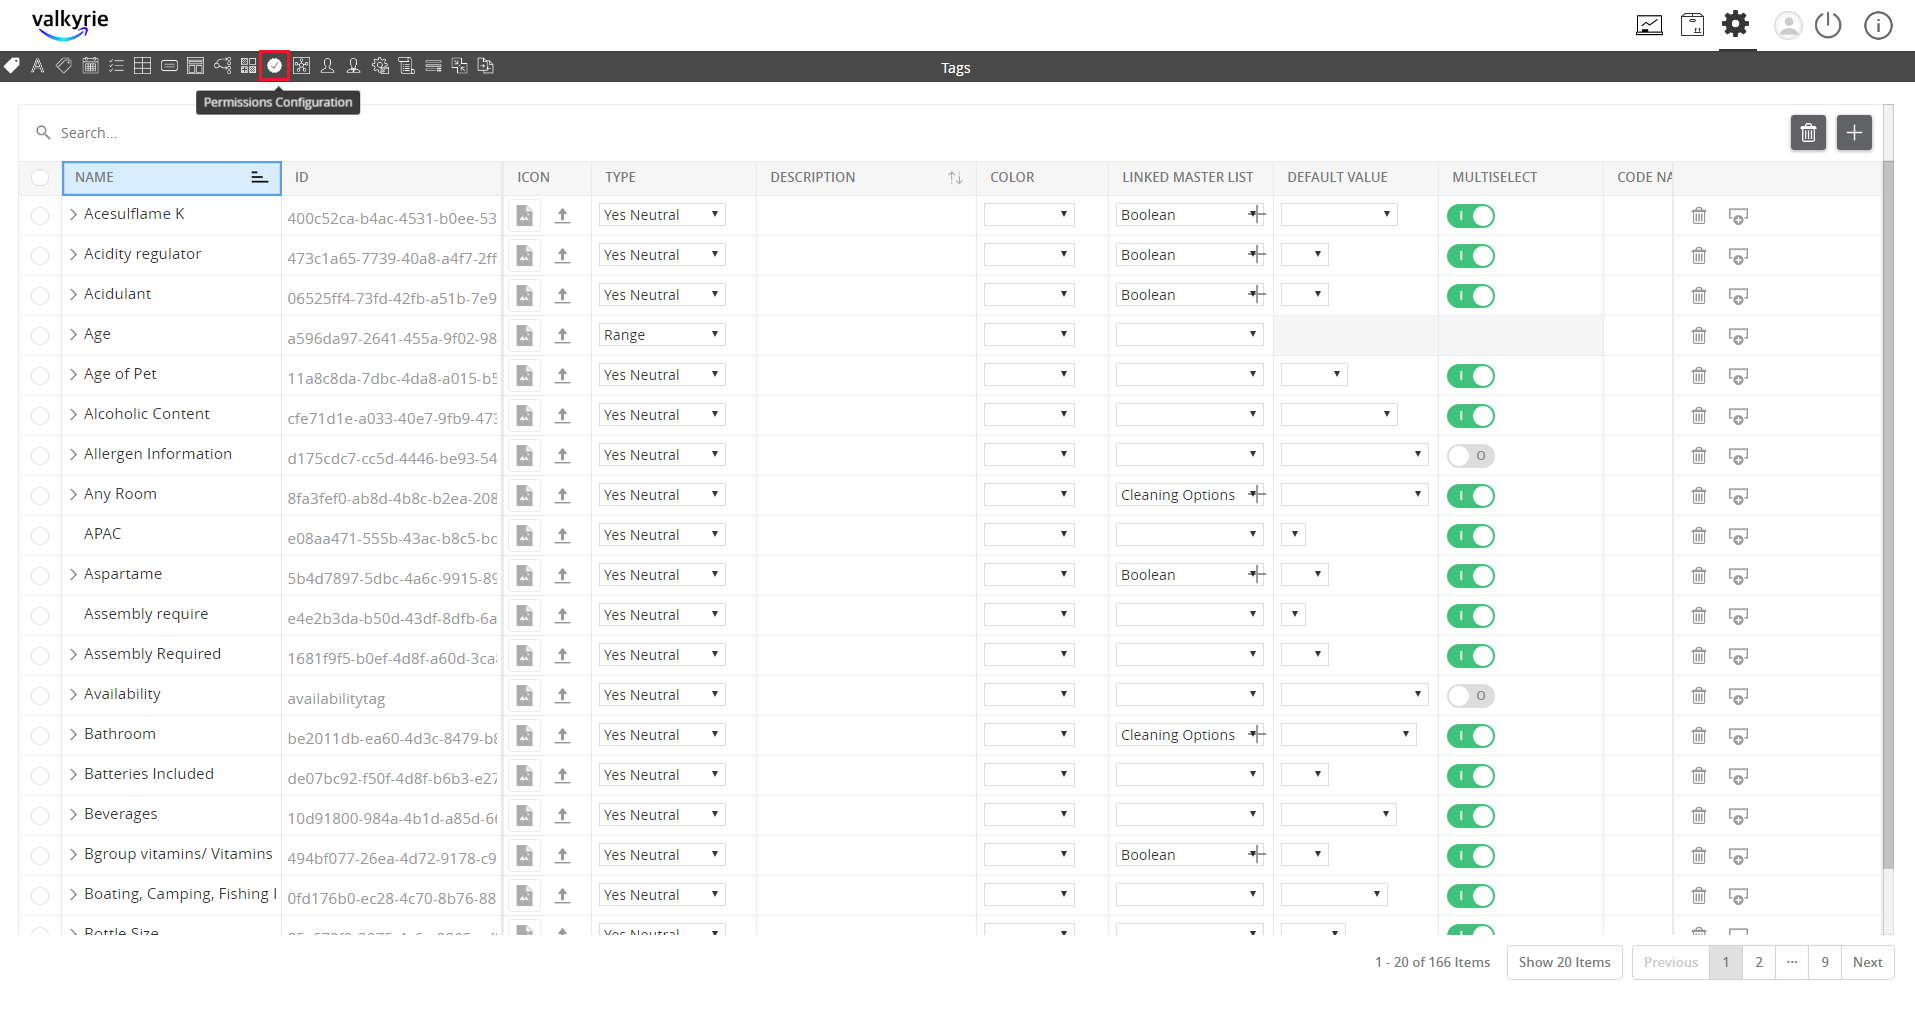 valkyrie
Tags
Permissions Configuration
Search...
NAME ID ICON TYPE DESCRIPTION COLOR LINKED MASTER LIST DEFAULT VALUE MULTISELECT CODE NA
Acesulflame K 400c52ca-b4ac-4531-b0ee-53 Yes Neutral Boolean
Acidity regulator 473c1a65-7739-40a8-a4f7-2ff Yes Neutral Boolean
Acidulant 06525ff4-73fd-42fb-a51b-7e9 Yes Neutral Boolean
Age a596da97-2641-455a-9f02-98 Range
Age of Pet 11a8c8da-7dbc-4da8-a015-b5 Yes Neutral
Alcoholic Content cfe71d1e-a033-40e7-9fb9-473 Yes Neutral
Allergen Information d175cdc7-cc5d-4446-be93-54 Yes Neutral
Any Room 8fa3fef0-ab8d-4b8c-b2ea-208 Yes Neutral Cleaning Options
APAC e08aa471-555b-43ac-b8c5-bc Yes Neutral
Aspartame 5b4d7897-5dbc-4a6c-9915-89 Yes Neutral Boolean
Assembly require e4e2b3da-b50d-43df-8dfb-6a Yes Neutral
Assembly Required 1681f9f5-b0ef-4d8f-a60d-3ca Yes Neutral
Availability availabilitytag Yes Neutral
Bathroom be2011db-ea60-4d3c-8479-b8 Yes Neutral Cleaning Options
Batteries Included de07bc92-f50f-4d8f-b6b3-e27 Yes Neutral
Beverages 10d91800-984a-4b1d-a85d-66 Yes Neutral
Bgroup vitamins/ Vitamins 494bf077-26ea-4d72-9178-c9 Yes Neutral Boolean
Boating, Camping, Fishing 0fd176b0-ec28-4c70-8b76-88 Yes Neutral
Bottle Size Yes Neutral
1 - 20 of 166 Items Show 20 Items Previous 1 2 ... 9 Next